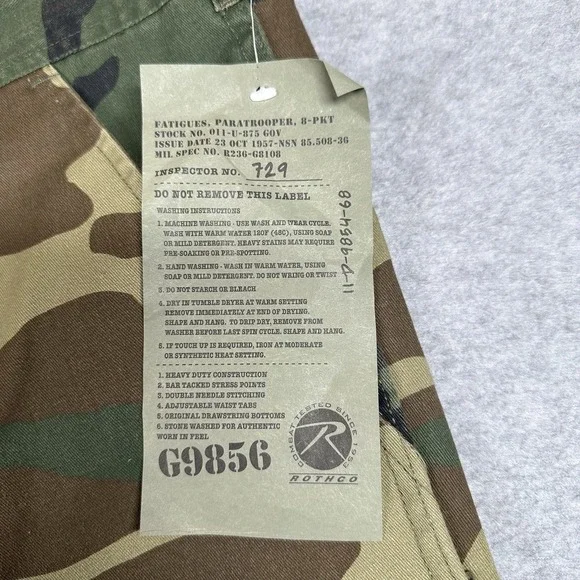 FATIGUES, PARATROOPER, 8-PKT
STOCK NO. 011-U-875 GOV
ISSUE DATE 23 OCT 1957-NSN 85.508-36
MIL SPEC NO. R236-G8108
INSPECTOR NO. 729
DO NOT REMOVE THIS LABEL
WASHING INSTRUCTIONS
1. MACHINE WASHING - USE WASH AND WEAR CYCLE.
WASH WITH WARM WATER 120F (48C), USING SOAP
OR MILD DETERGENT. HEAVY STAINS MAY REQUIRE
PRE-SOAKING OR PRE-SPOTTING.
2. HAND WASHING - WASH IN WARM WATER, USING
SOAP OR MILD DETERGENT. DO NOT WRING OR TWIST
3. DO NOT STARCH OR BLEACH
4. DRY IN TUMBLE DRYER AT WARM SETTING
REMOVE IMMEDIATELY AT END OF DRYING.
SHAPE AND HANG. TO DRIP DRY, REMOVE FROM
WASHER BEFORE LAST SPIN CYCLE. SHAPE AND HANG.
5. IF TOUCH UP IS REQUIRED, IRON AT MODERATE
OR SYNTHETIC HEAT SETTING.
1. HEAVY DUTY CONSTRUCTION
2. BAR TACKED STRESS POINTS
3. DOUBLE NEEDLE STITCHING
4. ADJUSTABLE WAIST TABS
5. ORIGINAL DRAWSTRING BOTTOMS
6. STONE WASHED FOR AUTHENTIC
WORN IN FEEL
G9856
COMBAT TESTED SINCE 1953
R
ROTHCO
11-D-9854-68